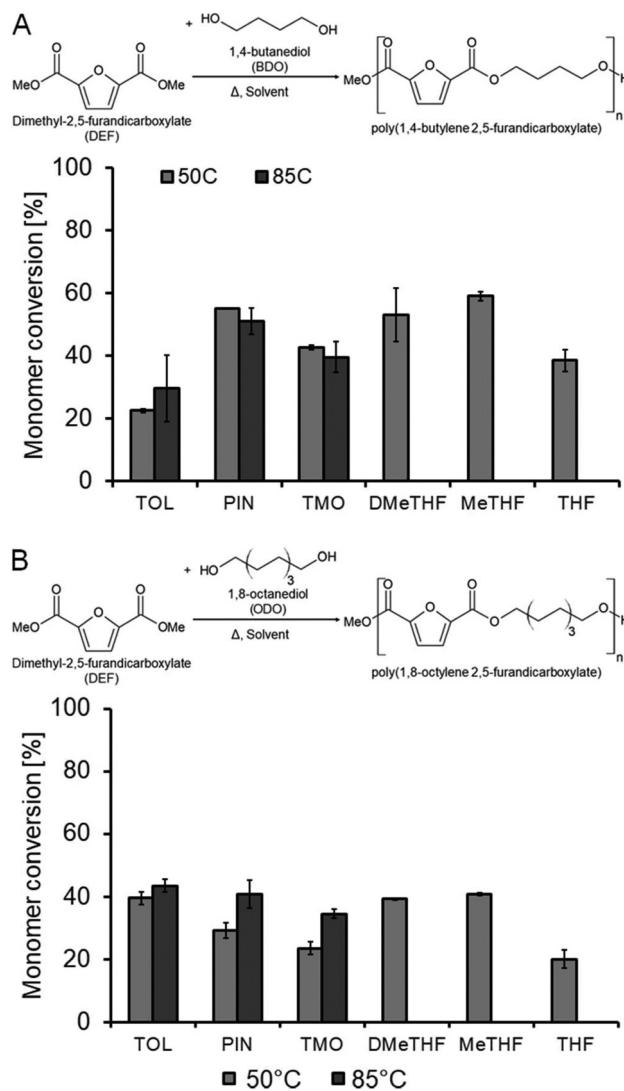 A
+ HO OH
1,4-butanediol
(BDO)
Δ, Solvent
O O O
MeO OMe
Dimethyl-2,5-furandicarboxylate
(DEF)
O O O
MeO O O H
n
poly(1,4-butylene 2,5-furandicarboxylate)
50C 85C
Monomer conversion [%]
100
80
60
40
20
0
TOL PIN TMO DMeTHF MeTHF THF
B
+ HO OH
3
1,8-octanediol
(ODO)
Δ, Solvent
O O O
MeO OMe
Dimethyl-2,5-furandicarboxylate
(DEF)
O O O
MeO O O H
3
n
poly(1,8-octylene 2,5-furandicarboxylate)
Monomer conversion [%]
100
80
60
40
20
0
TOL PIN TMO DMeTHF MeTHF THF
50°C 85°C